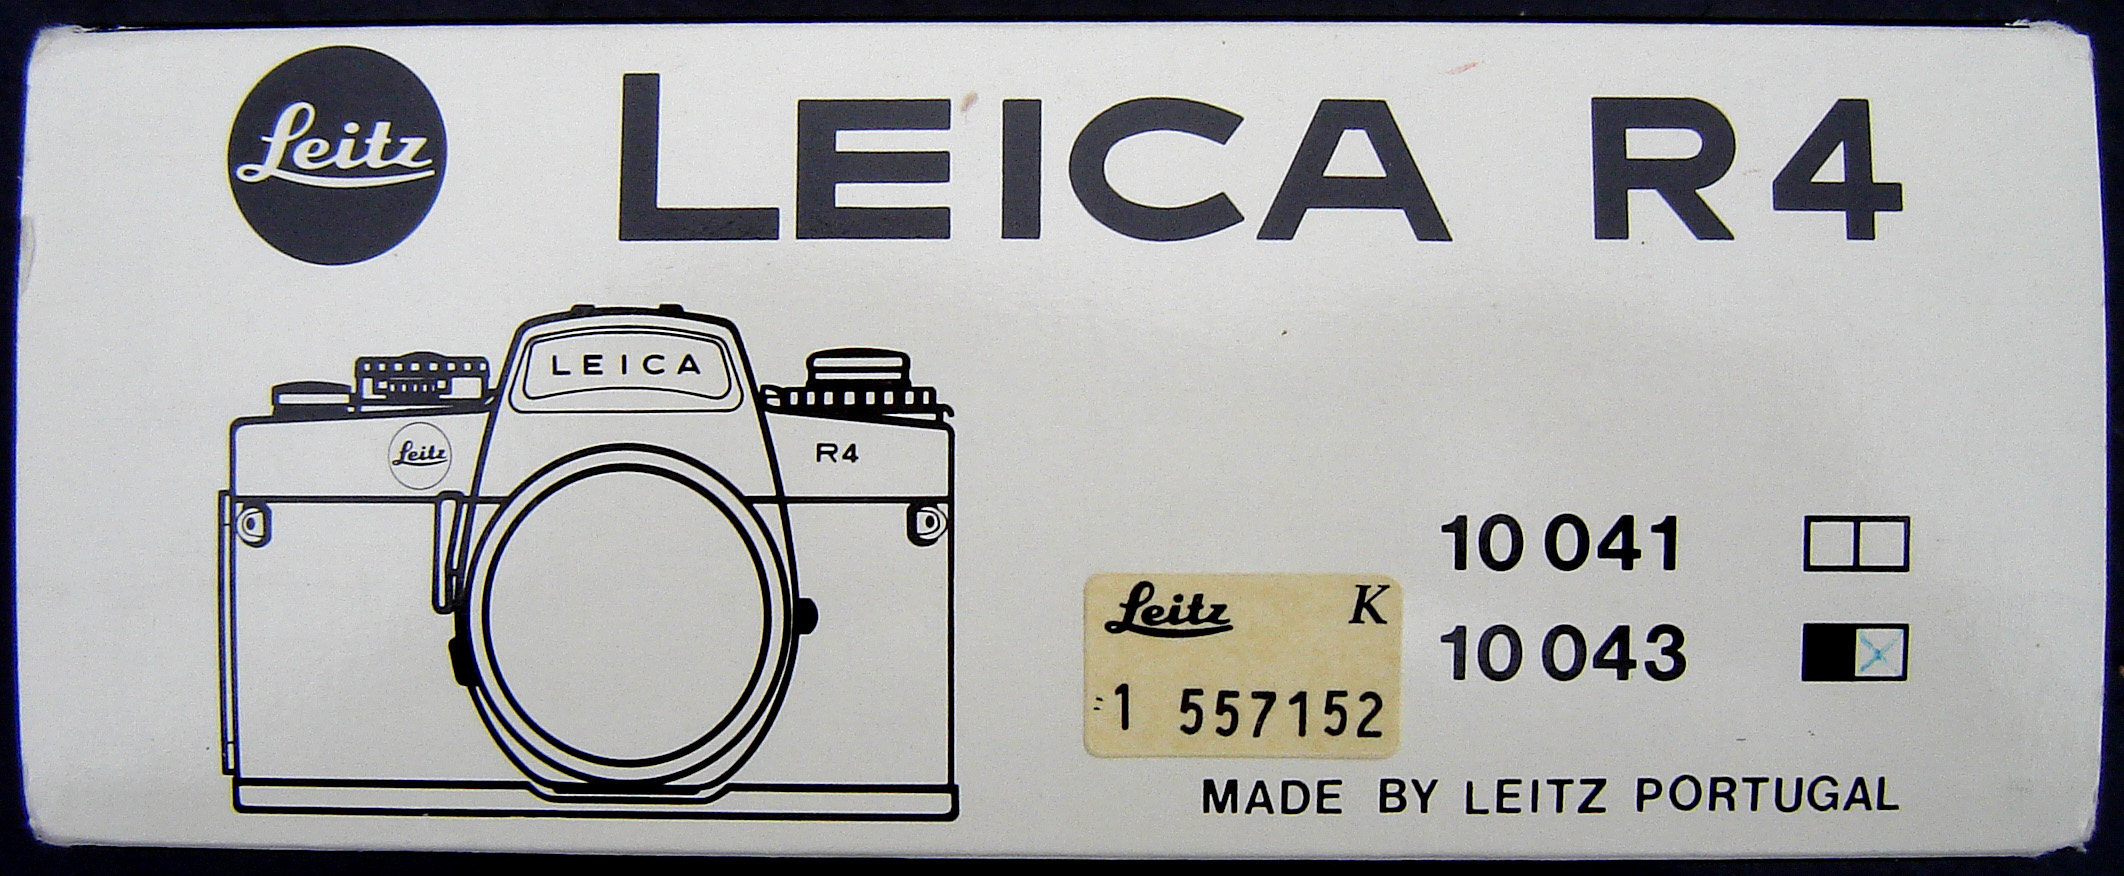 Leitz LEICA R4
LEICA
Leitz R4
10 041
10 043
Leitz K
1 557152
MADE BY LEITZ PORTUGAL